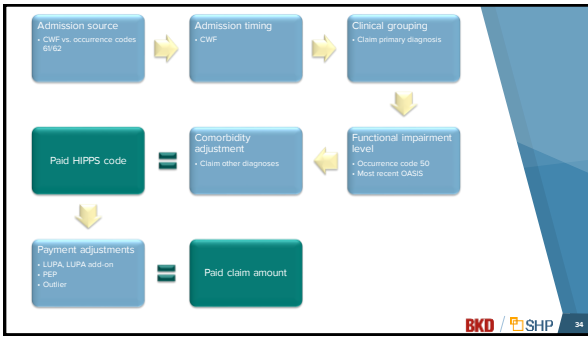 Admission source
• CWF vs. occurrence codes
61/62
Admission timing
• CWF
Clinical grouping
• Claim primary diagnosis
Paid HIPPS code
Comorbidity
adjustment
• Claim other diagnoses
Functional impairment
level
• Occurrence code 50
• Most recent OASIS
Payment adjustments
• LUPA, LUPA add-on
• PEP
• Outlier
Paid claim amount
BKD / SHP 34